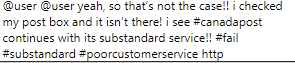 @user @user yeah, so that's not the case!! i checked
my post box and it isn't there! i see #canadapost
continues with its substandard service!! #fail
#substandard #poorcustomerservice http